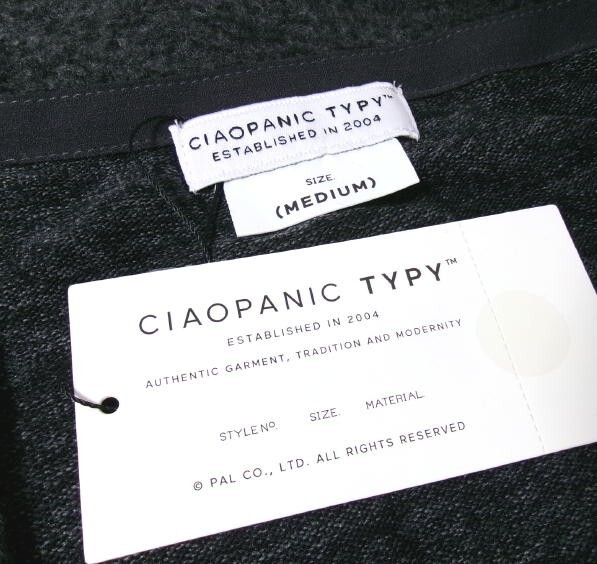 CIAOPANIC TYPY™
ESTABLISHED IN 2004
SIZE.
(MEDIUM)
CIAOPANIC TYPY™
ESTABLISHED IN 2004
AUTHENTIC GARMENT, TRADITION AND MODERNITY
STYLE Nº. SIZE. MATERIAL.
© PAL CO., LTD. ALL RIGHTS RESERVED